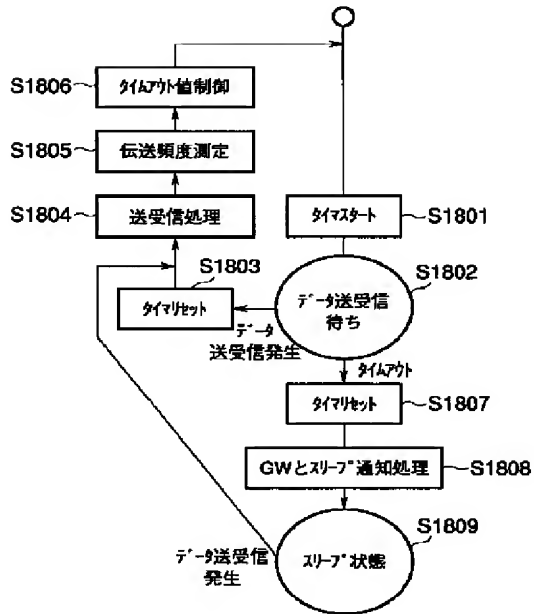 S1806
ﾀｲﾑｱｳﾄ値制御
S1805
伝送頻度測定
S1804
送受信処理
ﾀｲﾏｽﾀｰﾄ
S1801
S1803
ﾀｲﾏﾘｾｯﾄ
S1802
ﾃﾞｰﾀ送受信
待ち
ﾃﾞｰﾀ
送受信発生
ﾀｲﾑｱｳﾄ
ﾀｲﾏﾘｾｯﾄ
S1807
GWとｽﾘｰﾌﾟ通知処理
S1808
S1809
ｽﾘｰﾌﾟ状態
ﾃﾞｰﾀ送受信
発生